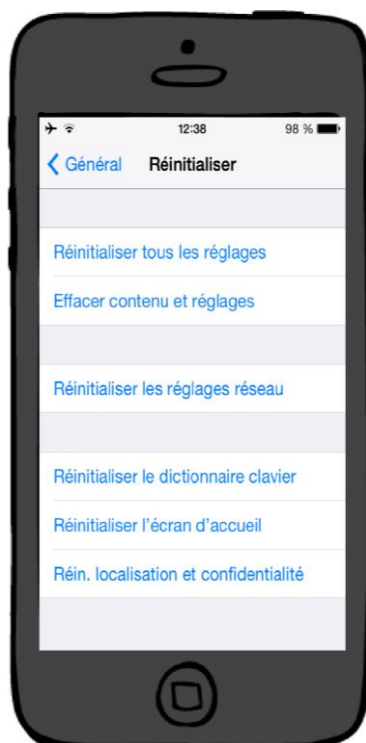 12:38 98 %
Général Réinitialiser
Réinitialiser tous les réglages
Effacer contenu et réglages
Réinitialiser les réglages réseau
Réinitialiser le dictionnaire clavier
Réinitialiser l'écran d'accueil
Réin. localisation et confidentialité